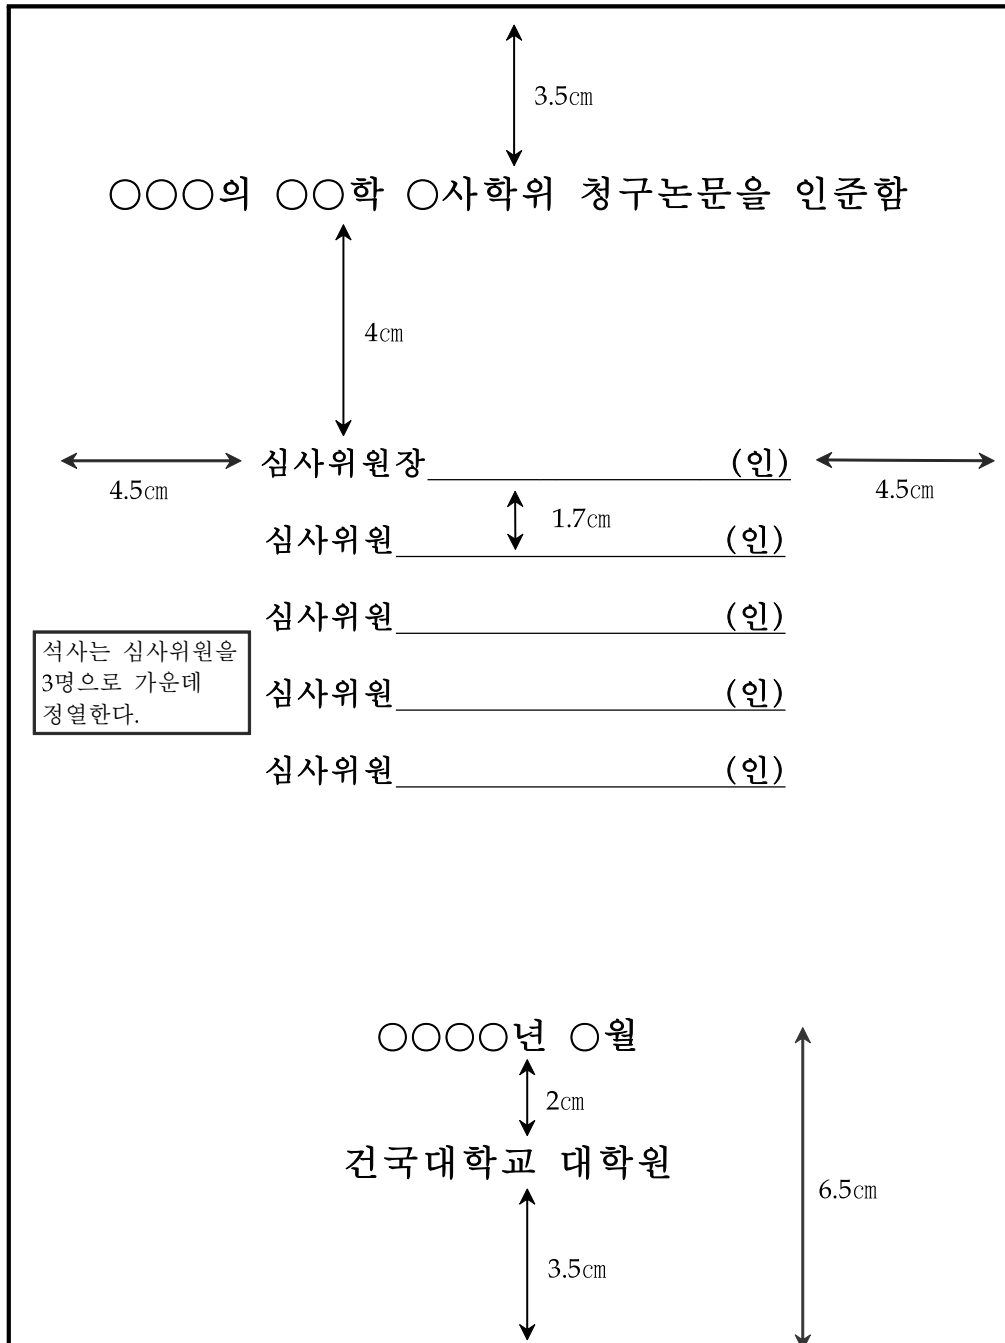 3.5㎝
○○○의 ○○학 ○사학위 청구논문을 인준함
4㎝
심사위원장 (인)
4.5㎝ 4.5㎝
1.7㎝
심사위원 (인)
심사위원 (인)
석사는 심사위원을
3명으로 가운데
정열한다.
심사위원 (인)
심사위원 (인)
○○○○년 ○월
2㎝
건국대학교 대학원
6.5㎝
3.5㎝